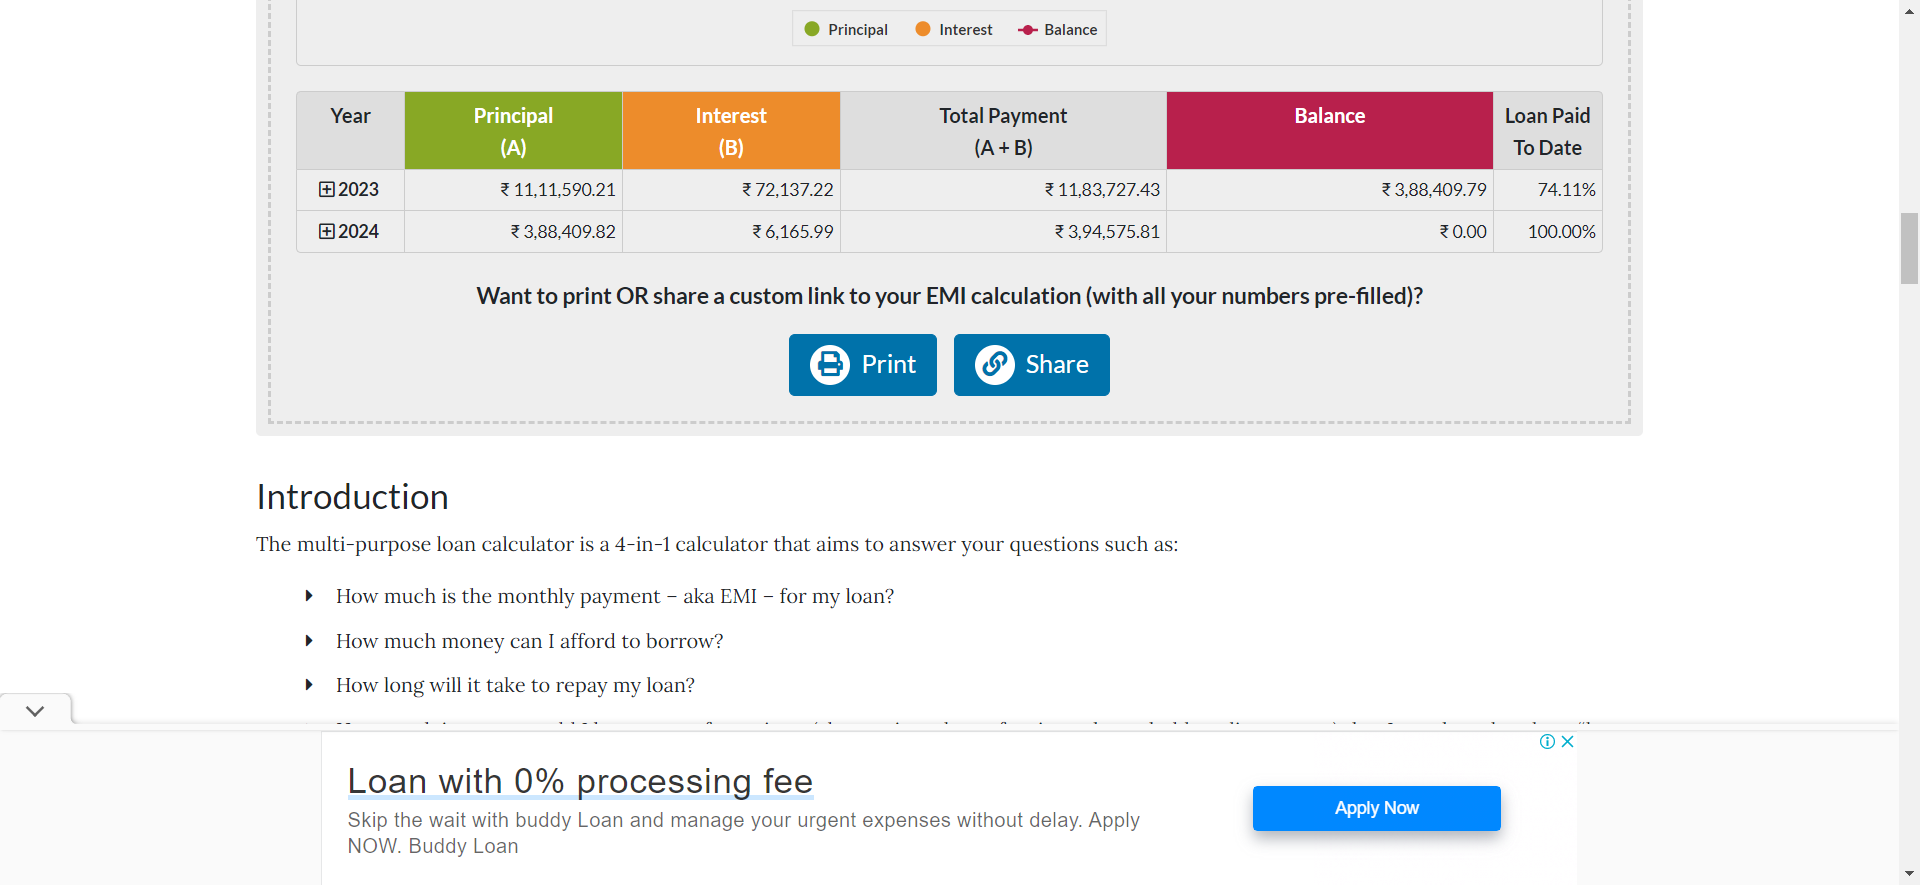 Principal Interest Balance
Year Principal (A) Interest (B) Total Payment (A + B) Balance Loan Paid To Date
2023 ₹ 11,11,590.21 ₹ 72,137.22 ₹ 11,83,727.43 ₹ 3,88,409.79 74.11%
2024 ₹ 3,88,409.82 ₹ 6,165.99 ₹ 3,94,575.81 ₹ 0.00 100.00%
Want to print OR share a custom link to your EMI calculation (with all your numbers pre-filled)?
Print Share
Introduction
The multi-purpose loan calculator is a 4-in-1 calculator that aims to answer your questions such as:
How much is the monthly payment – aka EMI – for my loan?
How much money can I afford to borrow?
How long will it take to repay my loan?
Loan with 0% processing fee
Skip the wait with buddy Loan and manage your urgent expenses without delay. Apply
NOW. Buddy Loan
Apply Now